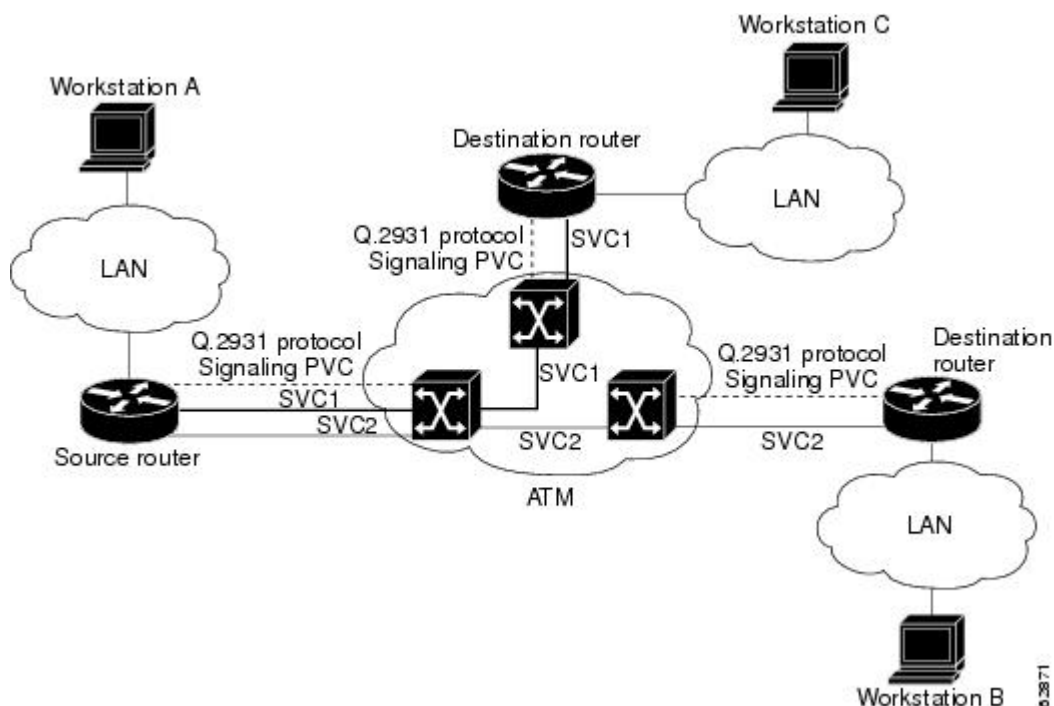 Workstation C
Workstation A
Destination router
LAN
Q.2931 protocol
Signaling PVC
SVC1
LAN
Q.2931 protocol
Signaling PVC
SVC1
Q.2931 protocol
Signaling PVC
Destination
router
SVC1
SVC2
SVC2
SVC2
Source router
ATM
LAN
Workstation B
62871